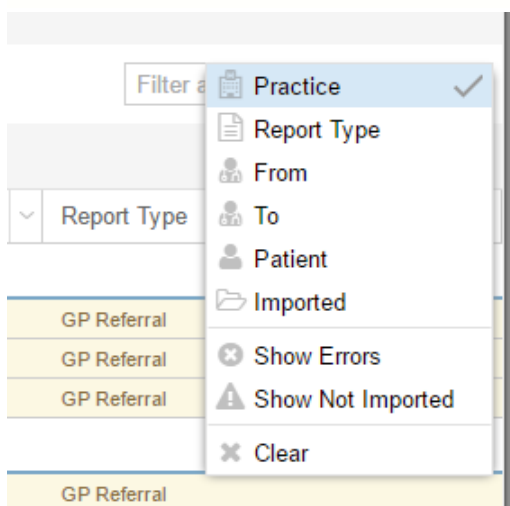 Filter a
Practice
Report Type
From
Report Type
To
Patient
Imported
GP Referral
GP Referral
Show Errors
GP Referral
Show Not Imported
Clear
GP Referral